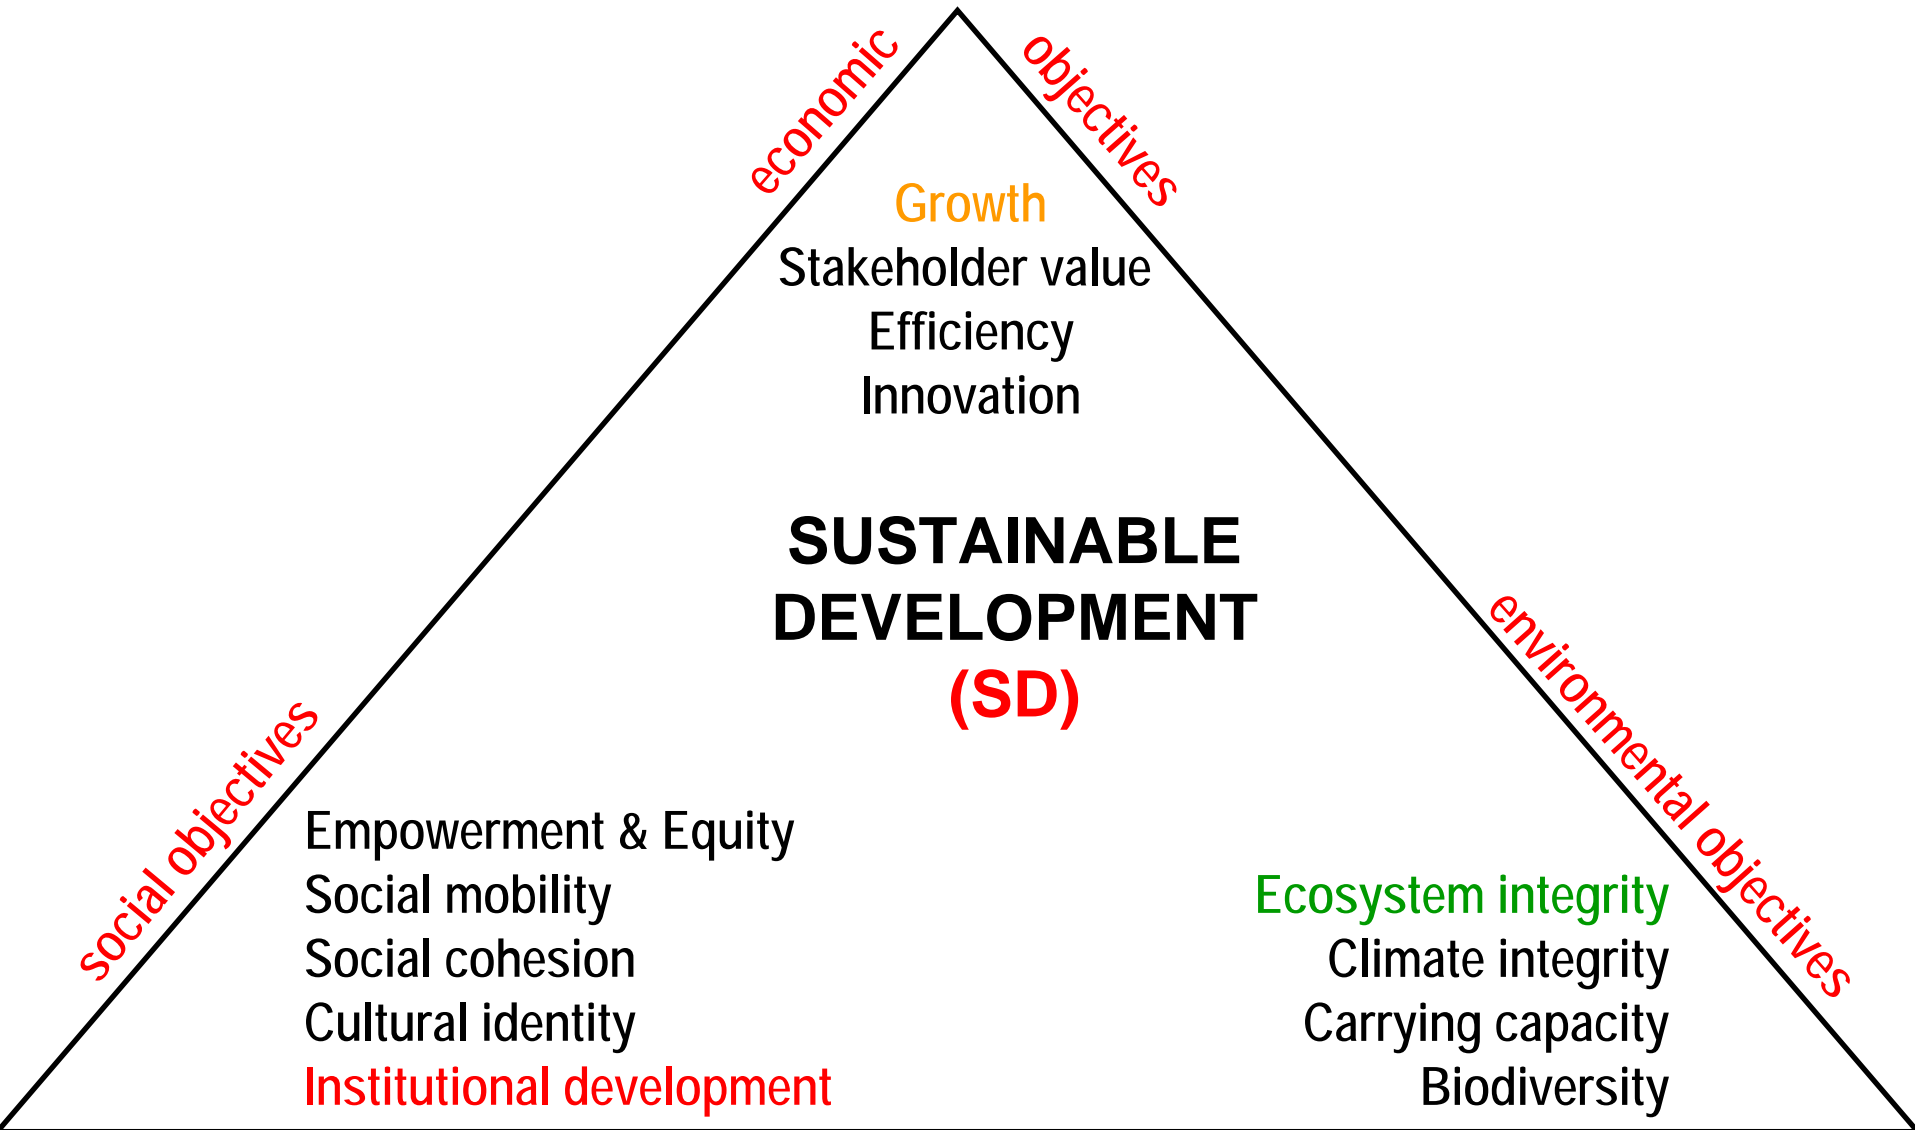 economic objectives
Growth
Stakeholder value
Efficiency
Innovation
SUSTAINABLE
DEVELOPMENT
(SD)
social objectives
Empowerment & Equity
Social mobility
Social cohesion
Cultural identity
Institutional development
environmental objectives
Ecosystem integrity
Climate integrity
Carrying capacity
Biodiversity